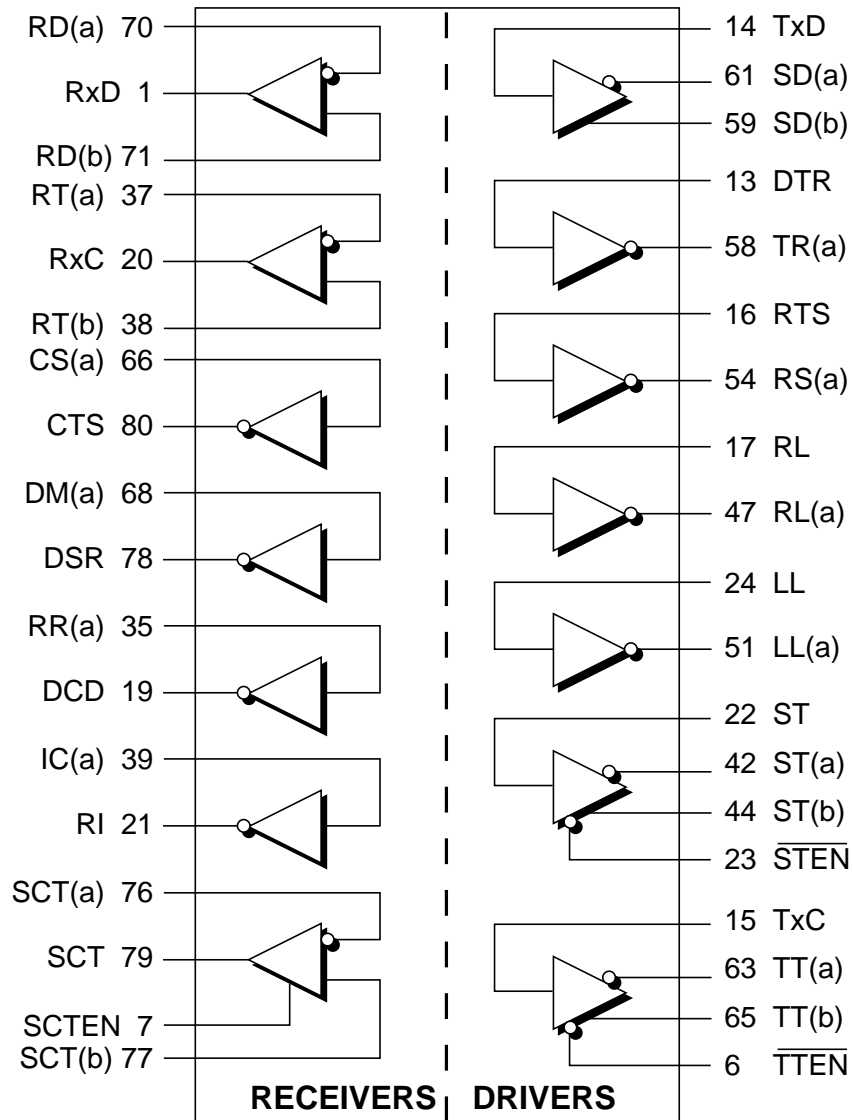 RD(a) 70
RxD 1
RD(b) 71
RT(a) 37
RxC 20
RT(b) 38
CS(a) 66
CTS 80
DM(a) 68
DSR 78
RR(a) 35
DCD 19
IC(a) 39
RI 21
SCT(a) 76
SCT 79
SCTEN 7
SCT(b) 77
RECEIVERS
14 TxD
61 SD(a)
59 SD(b)
13 DTR
58 TR(a)
16 RTS
54 RS(a)
17 RL
47 RL(a)
24 LL
51 LL(a)
22 ST
42 ST(a)
44 ST(b)
23 STEN
15 TxC
63 TT(a)
65 TT(b)
6 TTEN
DRIVERS